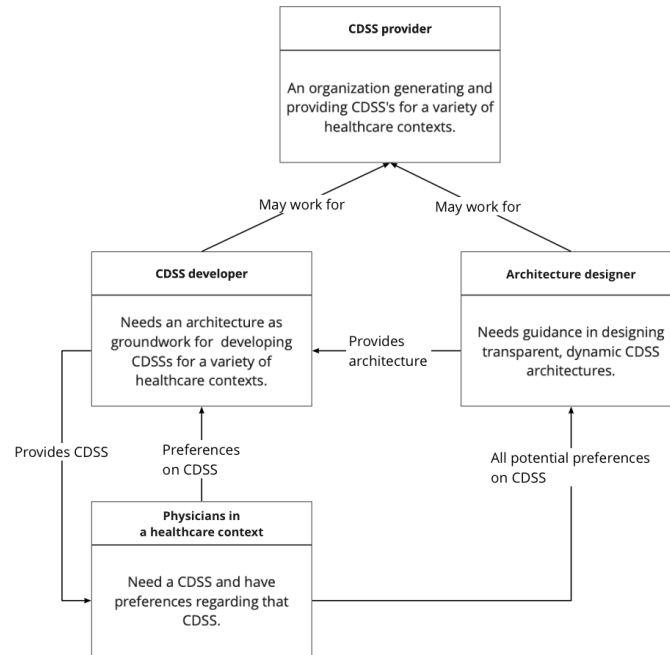 CDSS provider
An organization generating and
providing CDSS's for a variety of
healthcare contexts.
May work for
May work for
CDSS developer
Needs an architecture as
groundwork for developing
CDSSs for a variety of
healthcare contexts.
Provides
architecture
Architecture designer
Needs guidance in designing
transparent, dynamic CDSS
architectures.
Provides CDSS
Preferences
on CDSS
All potential preferences
on CDSS
Physicians in
a healthcare context
Need a CDSS and have
preferences regarding that
CDSS.